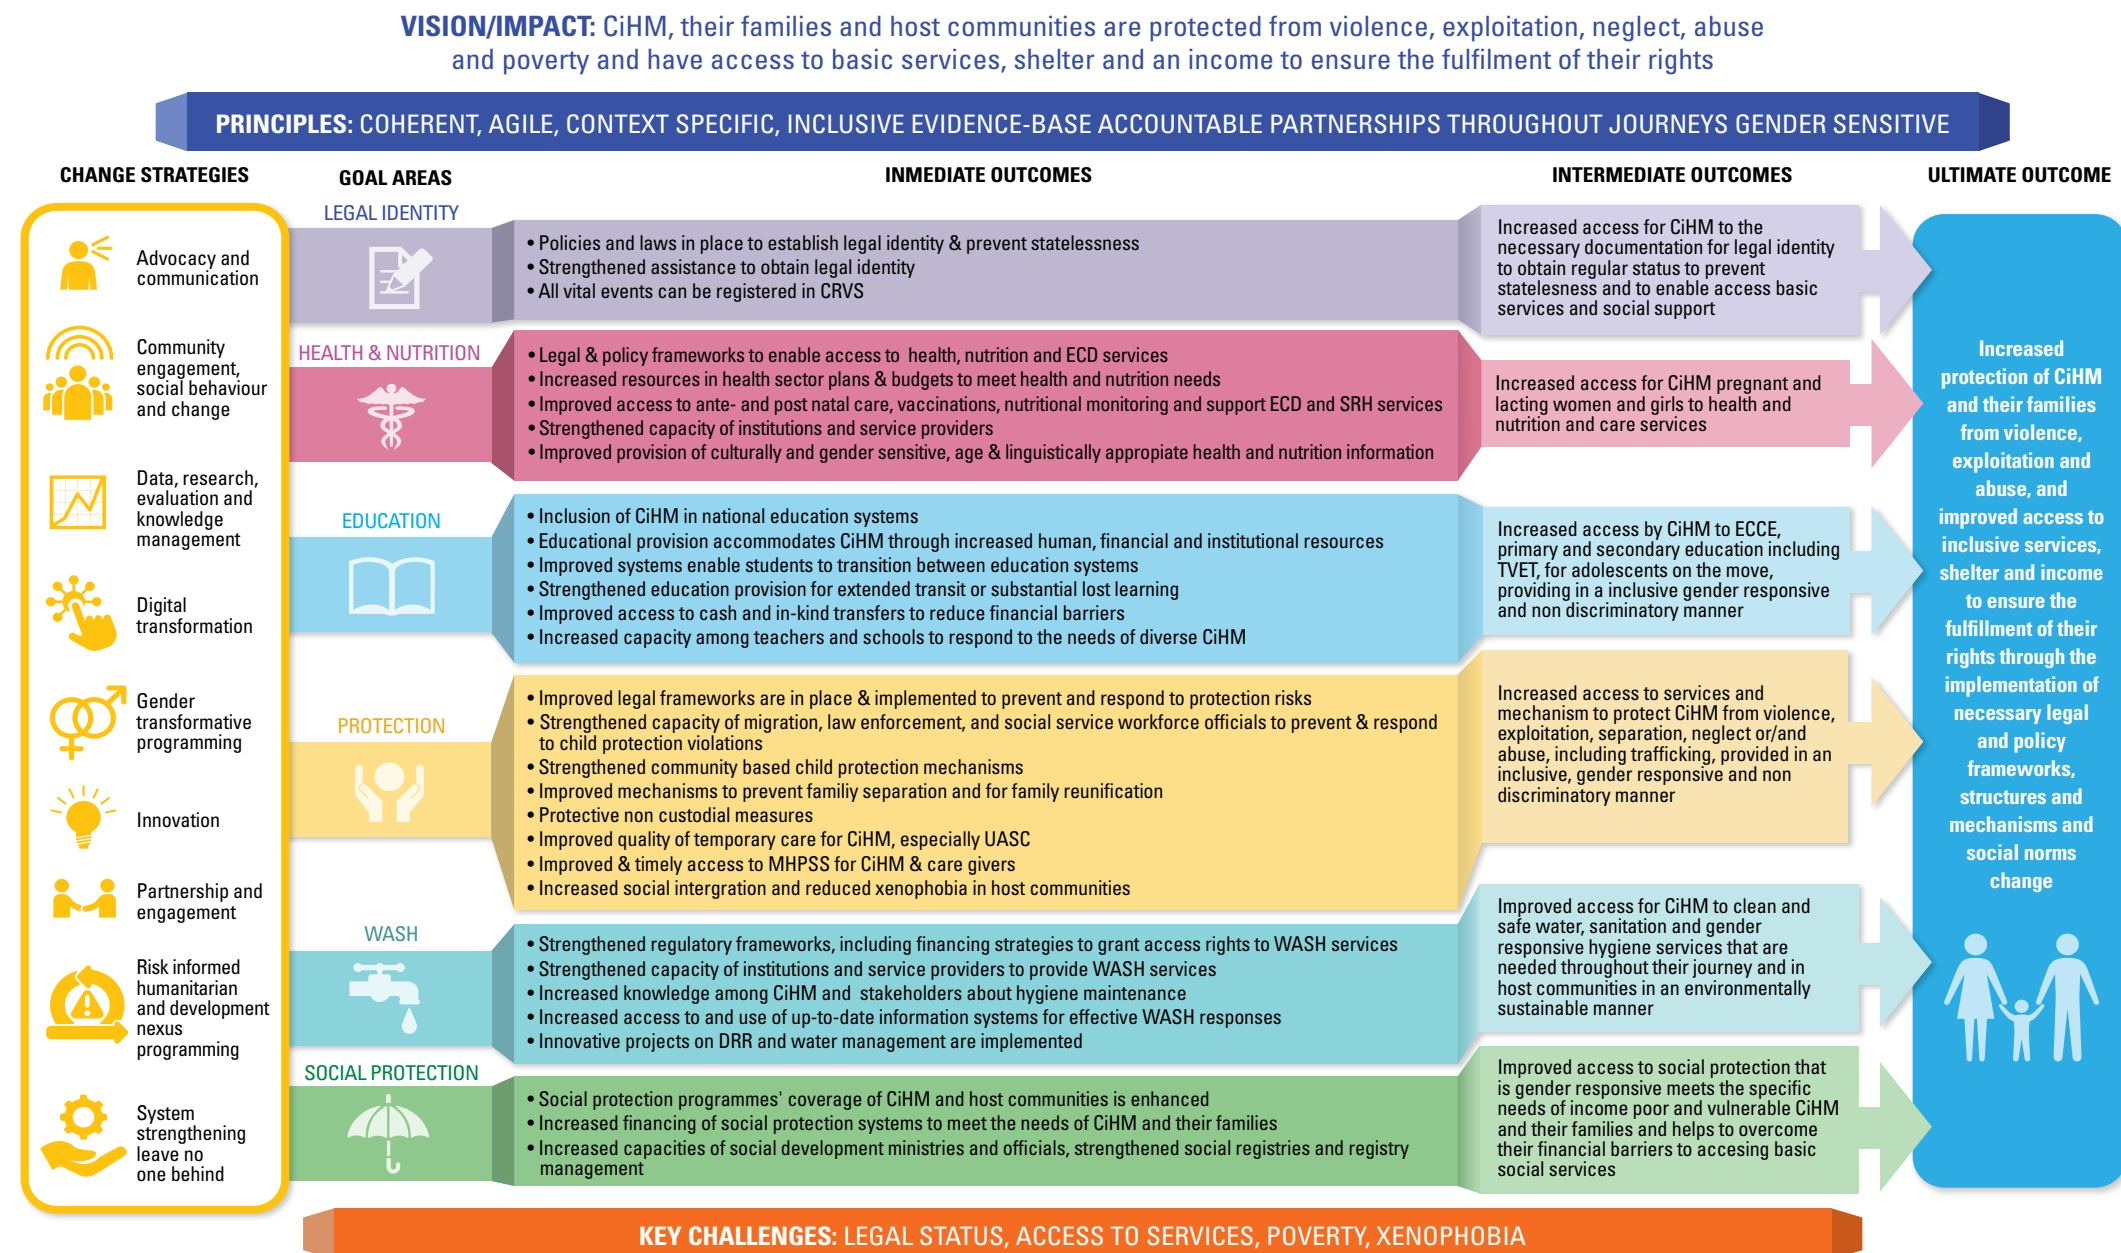 VISION/IMPACT: CiHM, their families and host communities are protected from violence, exploitation, neglect, abuse
and poverty and have access to basic services, shelter and an income to ensure the fulfilment of their rights
PRINCIPLES: COHERENT, AGILE, CONTEXT SPECIFIC, INCLUSIVE EVIDENCE-BASE ACCOUNTABLE PARTNERSHIPS THROUGHOUT JOURNEYS GENDER SENSITIVE
CHANGE STRATEGIES
Advocacy and
communication
Community
engagement,
social behaviour
and change
Data, research,
evaluation and
knowledge
management
Digital
transformation
Gender
transformative
programming
Innovation
Partnership and
engagement
Risk informed
humanitarian
and development
nexus
programming
System
strengthening
leave no
one behind
GOAL AREAS
INMEDIATE OUTCOMES
INTERMEDIATE OUTCOMES
ULTIMATE OUTCOME
LEGAL IDENTITY
• Policies and laws in place to establish legal identity & prevent statelessness
• Strengthened assistance to obtain legal identity
• All vital events can be registered in CRVS
Increased access for CiHM to the
necessary documentation for legal identity
to obtain regular status to prevent
statelesness and to enable access basic
services and social support
HEALTH & NUTRITION
• Legal & policy frameworks to enable access to health, nutrition and ECD services
• Increased resources in health sector plans & budgets to meet health and nutrition needs
• Improved access to ante- and post natal care, vaccinations, nutritional monitoring and support ECD and SRH services
• Strengthened capacity of institutions and service providers
• Improved provision of culturally and gender sensitive, age & linguistically appropiate health and nutrition information
Increased access for CiHM pregnant and
lacting women and girls to health and
nutrition and care services
EDUCATION
• Inclusion of CiHM in national education systems
• Educational provision accommodates CiHM through increased human, financial and institutional resources
• Improved systems enable students to transition between education systems
• Strengthened education provision for extended transit or substantial lost learning
• Improved access to cash and in-kind transfers to reduce financial barriers
• Increased capacity among teachers and schools to respond to the needs of diverse CiHM
Increased access by CiHM to ECCE,
primary and secondary education including
TVET, for adolescents on the move,
providing in a inclusive gender responsive
and non discriminatory manner
PROTECTION
• Improved legal frameworks are in place & implemented to prevent and respond to protection risks
• Strengthened capacity of migration, law enforcement, and social service workforce officials to prevent & respond
to child protection violations
• Strengthened community based child protection mechanisms
• Improved mechanisms to prevent familiy separation and for family reunification
• Protective non custodial measures
• Improved quality of temporary care for CiHM, especially UASC
• Improved & timely access to MHPSS for CiHM & care givers
• Increased social intergration and reduced xenophobia in host communities
Increased access to services and
mechanism to protect CiHM from violence,
exploitation, separation, neglect or/and
abuse, including trafficking, provided in an
inclusive, gender responsive and non
discriminatory manner
WASH
• Strengthened regulatory frameworks, including financing strategies to grant access rights to WASH services
• Strengthened capacity of institutions and service providers to provide WASH services
• Increased knowledge among CiHM and stakeholders about hygiene maintenance
• Increased access to and use of up-to-date information systems for effective WASH responses
• Innovative projects on DRR and water management are implemented
Improved access for CiHM to clean and
safe water, sanitation and gender
responsive hygiene services that are
needed throughout their journey and in
host communities in an environmentally
sustainable manner
SOCIAL PROTECTION
• Social protection programmes' coverage of CiHM and host communities is enhanced
• Increased financing of social protection systems to meet the needs of CiHM and their families
• Increased capacities of social development ministries and officials, strengthened social registries and registry
management
Improved access to social protection that
is gender responsive meets the specific
needs of income poor and vulnerable CiHM
and their families and helps to overcome
their financial barriers to accesing basic
social services
Increased
protection of CiHM
and their families
from violence,
exploitation and
abuse, and
improved access to
inclusive services,
shelter and income
to ensure the
fulfillment of their
rights through the
implementation of
necessary legal
and policy
frameworks,
structures and
mechanisms and
social norms
change
KEY CHALLENGES: LEGAL STATUS, ACCESS TO SERVICES, POVERTY, XENOPHOBIA